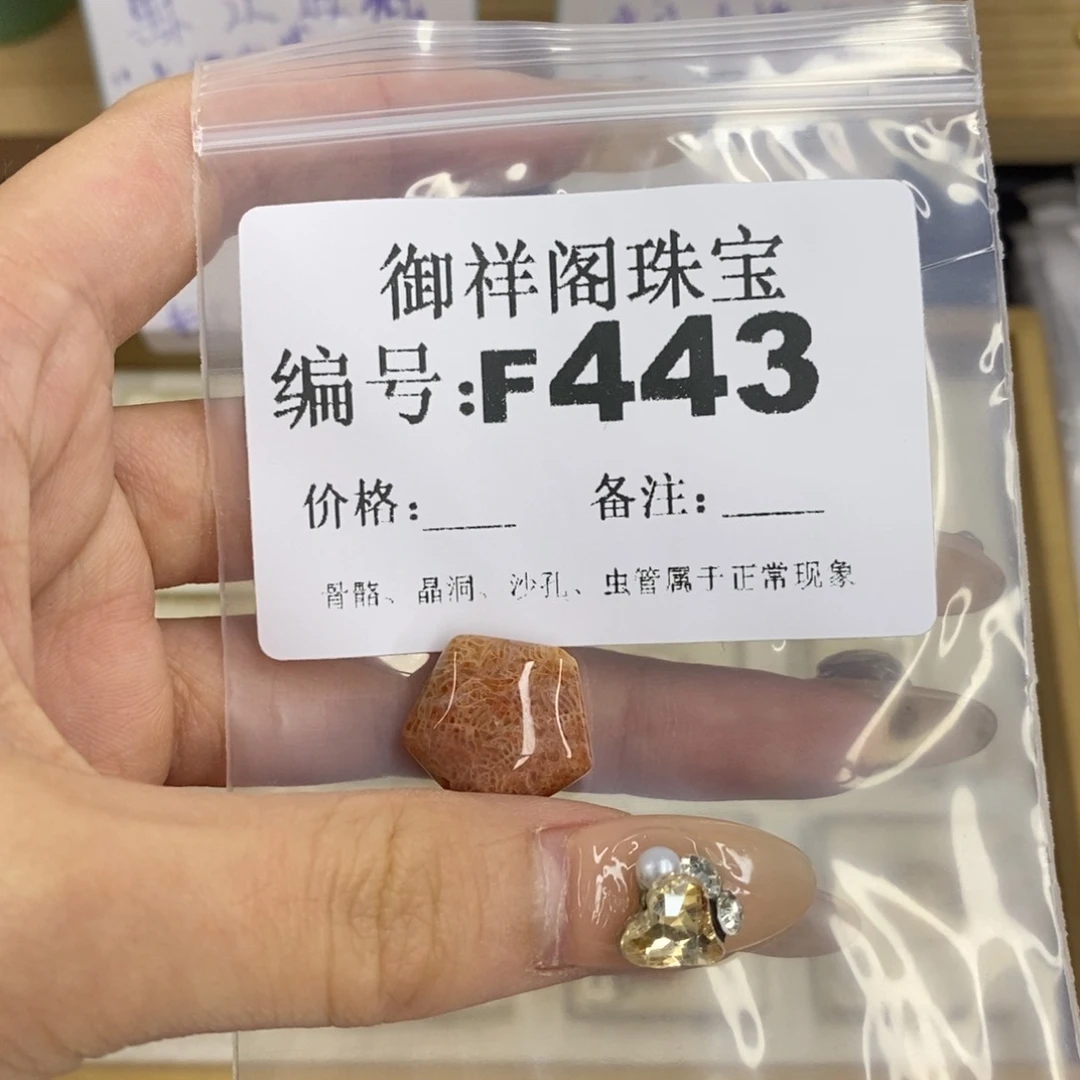 御祥阁珠宝
编号:F443
价格:____ 备注:____
骨骼、晶洞、沙孔、虫管属于正常现象